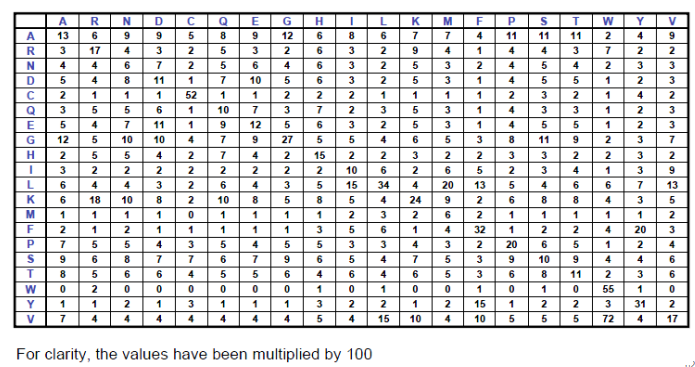 A R N D C Q E G H I L K M F P S T W Y V
A 13 6 9 9 5 8 9 12 6 8 6 7 7 4 11 11 11 2 4 9
R 3 17 4 3 2 5 3 2 6 3 2 9 4 1 4 4 3 7 2 2
N 4 4 6 7 2 5 6 4 6 3 2 5 3 2 4 5 4 2 3 3
D 5 4 8 11 1 7 10 5 6 3 2 5 3 1 4 5 5 1 2 3
C 2 1 1 1 52 1 1 2 2 2 1 1 1 1 2 3 2 1 4 2
Q 3 5 5 6 1 10 7 3 7 2 3 5 3 1 4 3 3 1 2 3
E 5 4 7 11 1 9 12 5 6 3 2 5 3 1 4 5 5 1 2 3
G 12 5 10 10 4 7 9 27 5 5 4 6 5 3 8 11 9 2 3 7
H 2 5 5 4 2 7 4 2 15 2 2 3 2 2 3 3 2 2 3 2
I 3 2 2 2 2 2 2 2 2 10 6 2 6 5 2 3 4 1 3 9
L 6 4 4 3 2 6 4 3 5 15 34 4 20 13 5 4 6 6 7 13
K 6 18 10 8 2 10 8 5 8 5 4 24 9 2 6 8 8 4 3 5
M 1 1 1 1 0 1 1 1 1 2 3 2 6 2 1 1 1 1 1 2
F 2 1 2 1 1 1 1 1 3 5 6 1 4 32 1 2 2 4 20 3
P 7 5 5 4 3 5 4 5 5 3 3 4 3 2 20 6 5 1 2 4
S 9 6 8 7 7 6 7 9 6 5 4 7 5 3 9 10 9 4 4 6
T 8 5 6 6 4 5 5 6 4 6 4 6 5 3 6 8 11 2 3 6
W 0 2 0 0 0 0 0 0 1 0 1 0 0 1 0 1 0 55 1 0
Y 1 1 2 1 3 1 1 1 3 2 2 1 2 15 1 2 2 3 31 2
V 7 4 4 4 4 4 4 4 5 4 15 10 4 10 5 5 5 72 4 17
For clarity, the values have been multiplied by 100